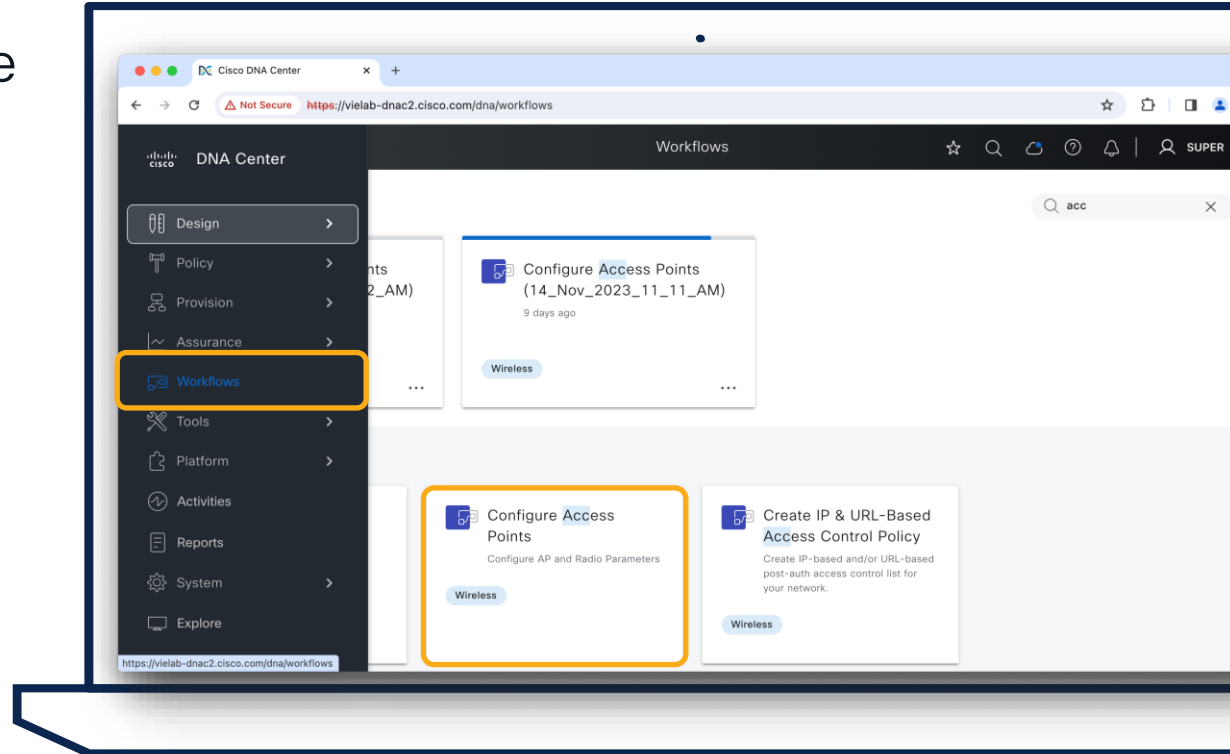 e
Cisco DNA Center
Not Secure https://vielab-dnac2.cisco.com/dna/workflows
cisco DNA Center
Workflows
SUPER
acc
Design
Policy
Provision
Assurance
Workflows
Tools
Platform
Activities
Reports
System
Explore
https://vielab-dnac2.cisco.com/dna/workflows
nts
2_AM)
...
Configure Access Points
(14_Nov_2023_11_11_AM)
9 days ago
Wireless
...
Configure Access
Points
Configure AP and Radio Parameters
Wireless
Create IP & URL-Based
Access Control Policy
Create IP-based and/or URL-based
post-auth access control list for
your network.
Wireless